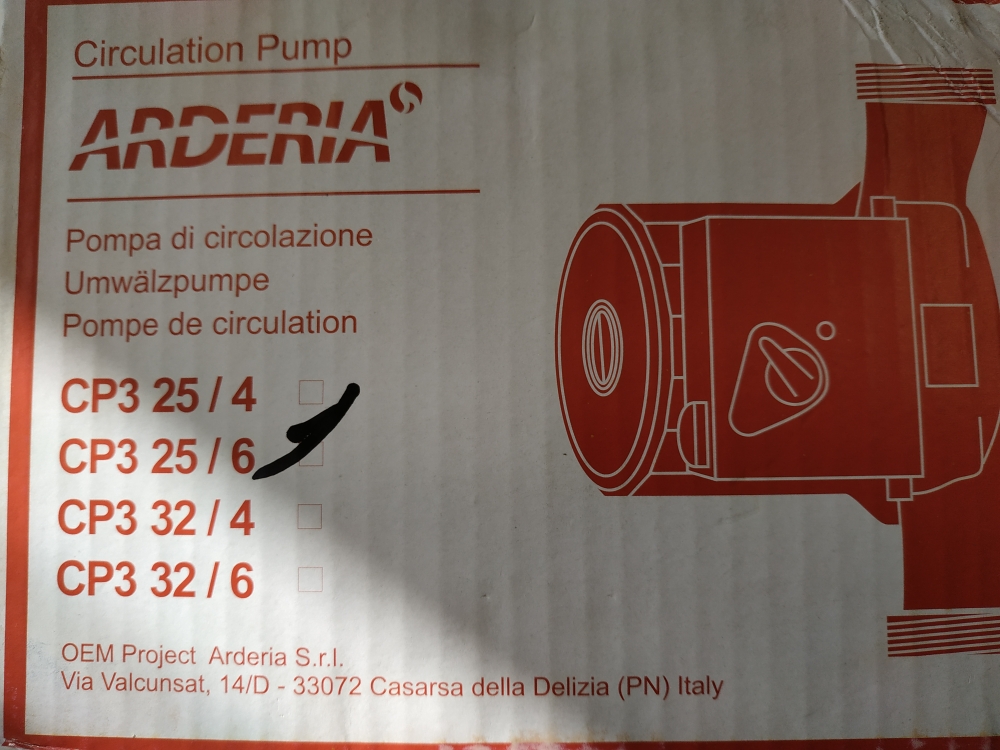 Circulation Pump
ARDERIA
Pompa di circolazione
Umwälzpumpe
Pompe de circulation
CP3 25 / 4
CP3 25 / 6
CP3 32 / 4
CP3 32 / 6
OEM Project Arderia S.r.l.
Via Valcunsat, 14/D - 33072 Casarsa della Delizia (PN) Italy